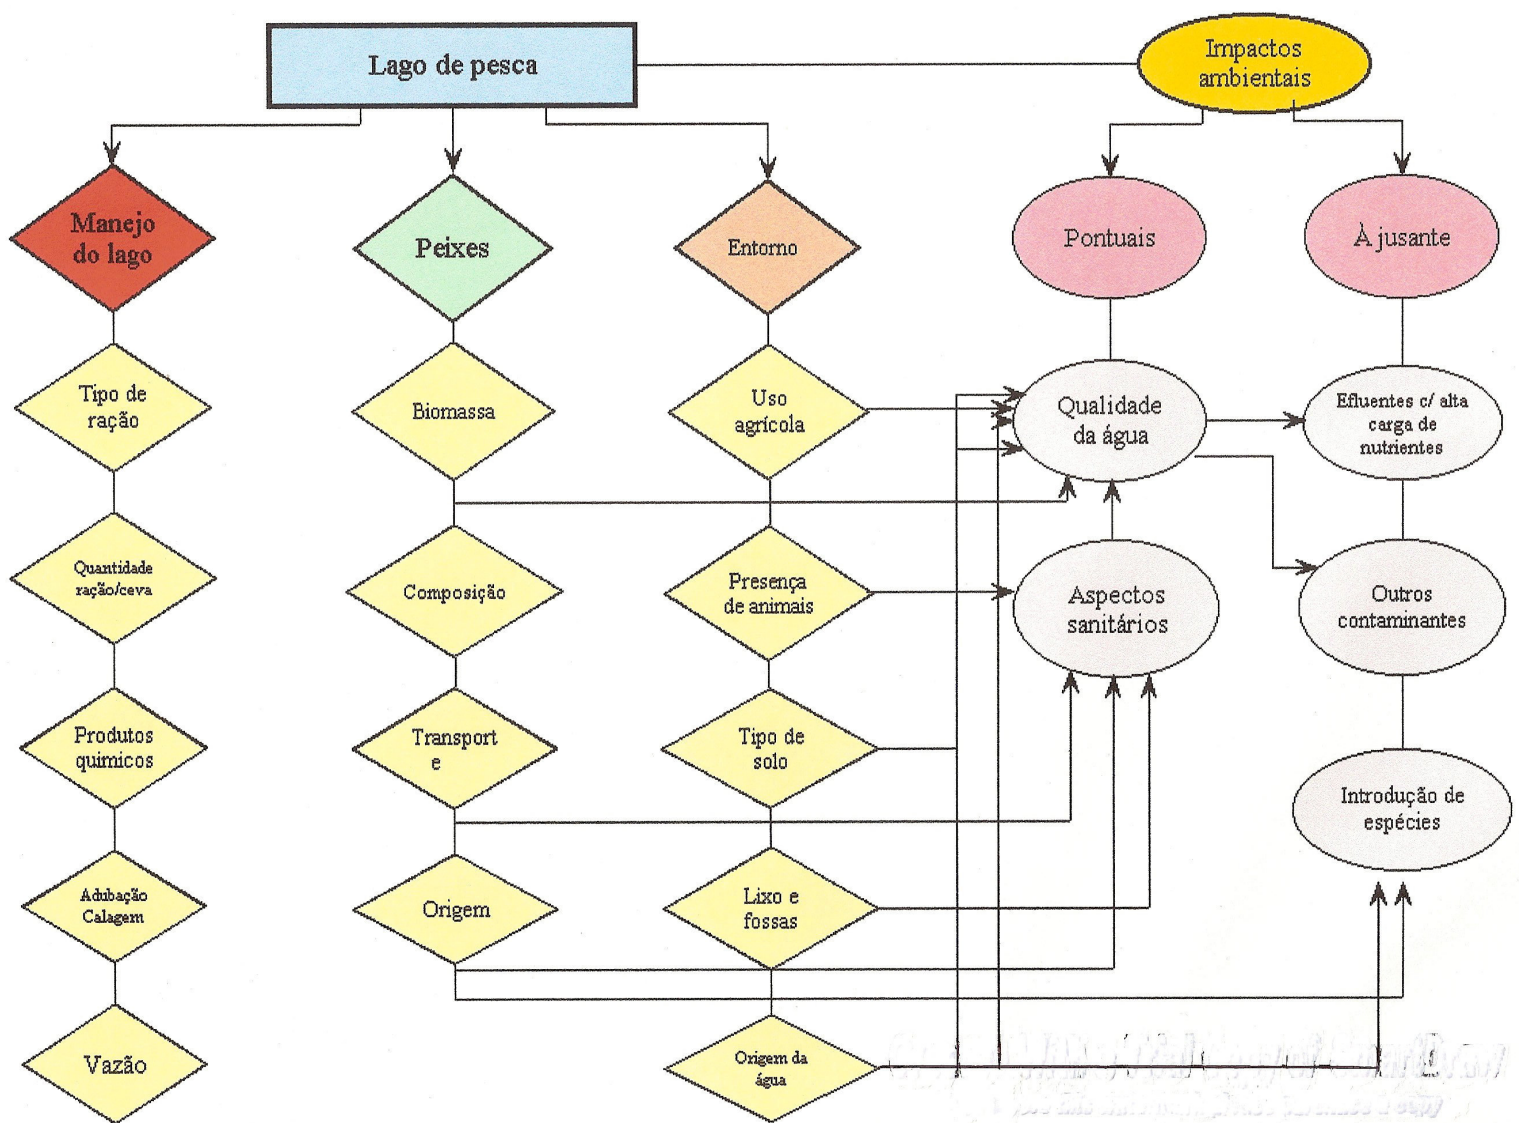 Lago de pesca
Impactos
ambientais
Manejo
do lago
Peixes
Entorno
Pontuais
À jusante
Tipo de
ração
Biomassa
Uso
agrícola
Qualidade
da água
Efluentes c/ alta
carga de
nutrientes
Quantidade
ração/ceva
Composição
Presença
de animais
Aspectos
sanitários
Outros
contaminantes
Produtos
quimicos
Transport
e
Tipo de
solo
Introdução de
espécies
Adubação
Calagem
Origem
Lixo e
fossas
Vazão
Origem da
água